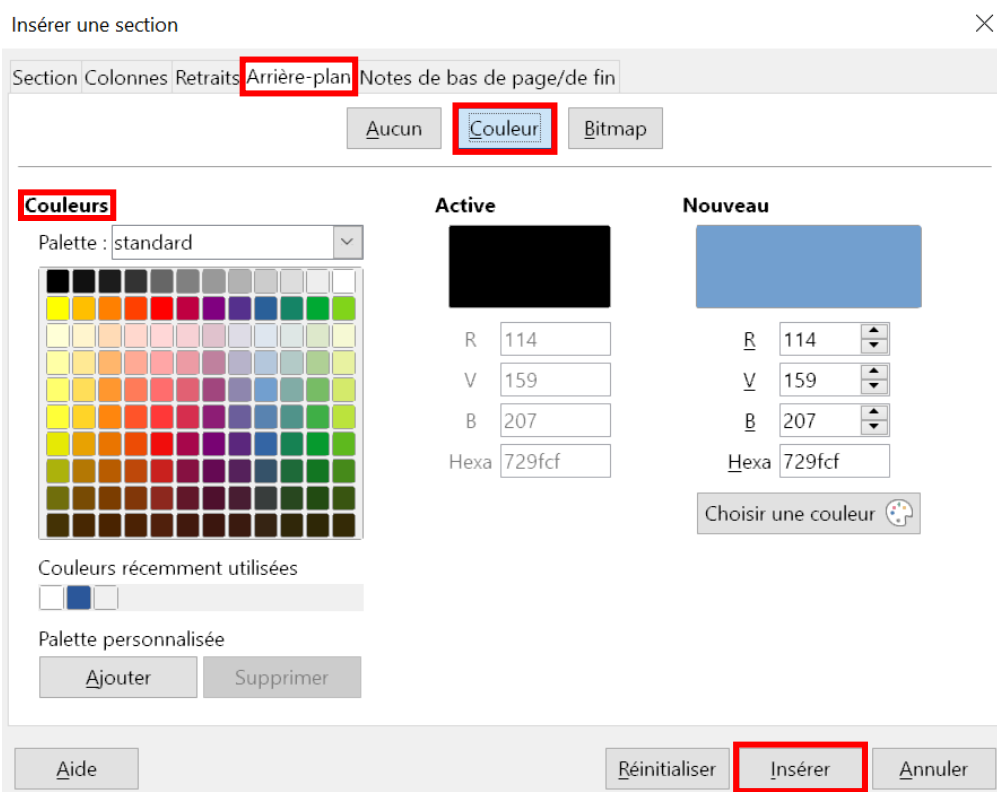 Insérer une section
Section Colonnes Retraits Arrière-plan Notes de bas de page/de fin
Aucun Couleur Bitmap
Couleurs Active Nouveau
Palette : standard
R 114 R 114
V 159 V 159
B 207 B 207
Hexa 729fcf Hexa 729fcf
Choisir une couleur
Couleurs récemment utilisées
Palette personnalisée
Ajouter Supprimer
Aide Réinitialiser Insérer Annuler